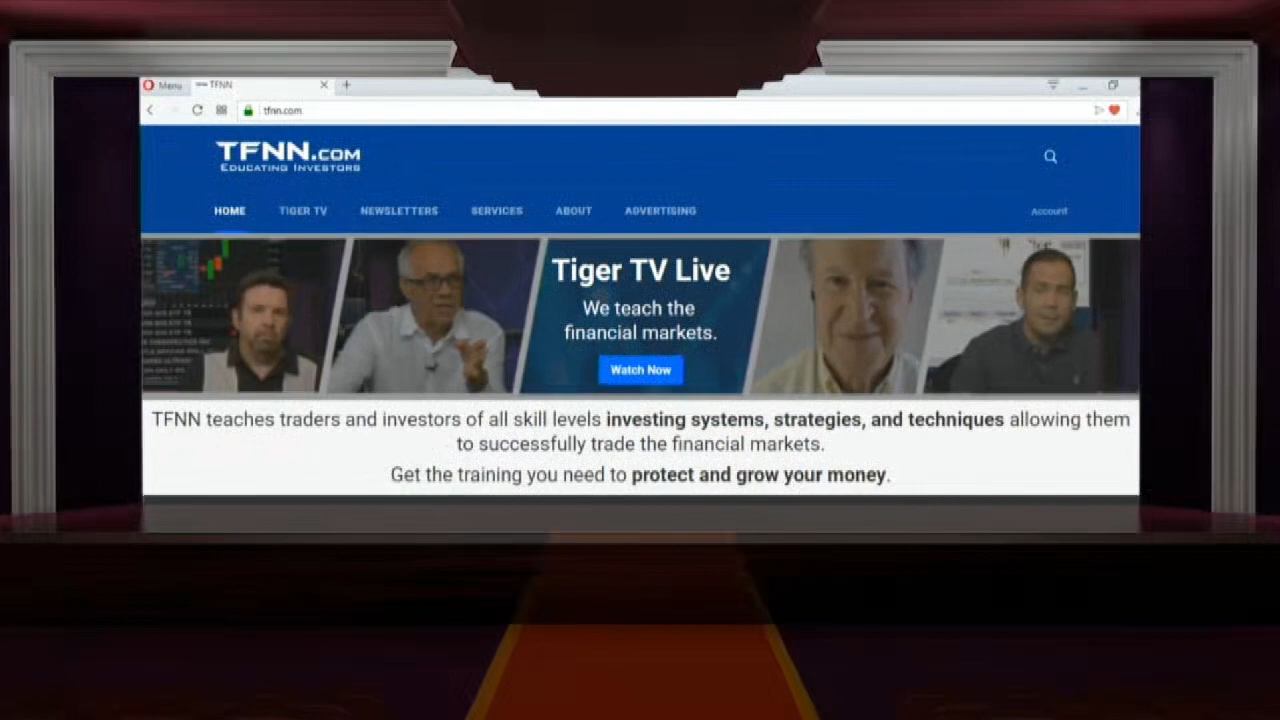 Menu
TFNN
tfnn.com
TFNN.COM
EDUCATING INVESTORS
HOME TIGER TV NEWSLETTERS SERVICES ABOUT ADVERTISING Account
Tiger TV Live
We teach the
financial markets.
Watch Now
TFNN teaches traders and investors of all skill levels investing systems, strategies, and techniques allowing them
to successfully trade the financial markets.
Get the training you need to protect and grow your money.